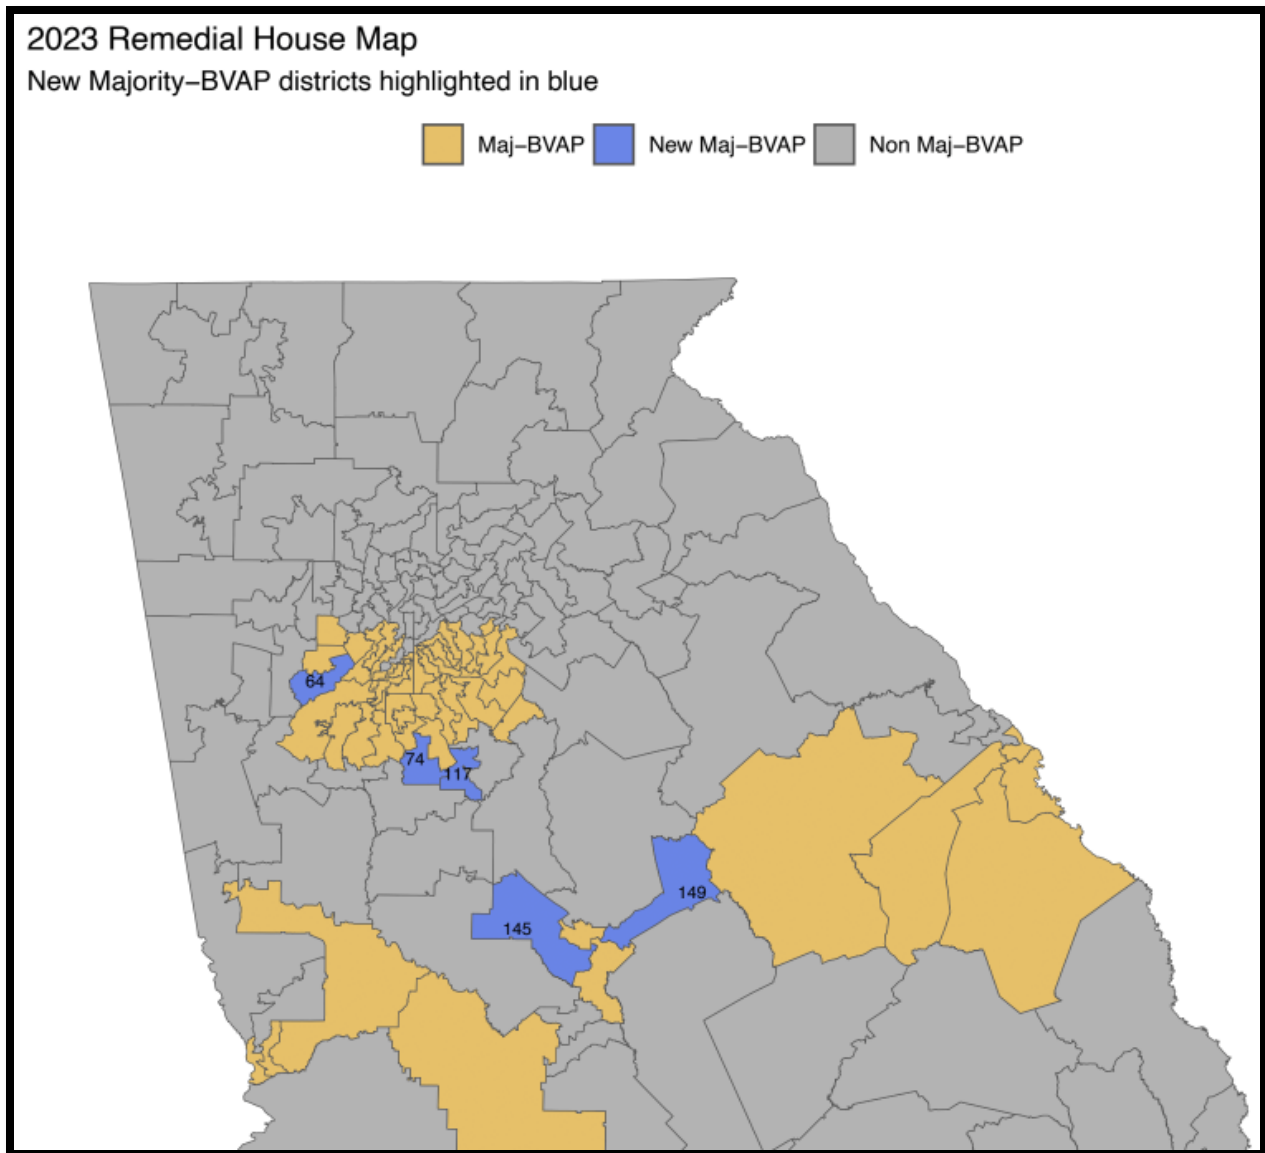 2023 Remedial House Map
New Majority−BVAP districts highlighted in blue
Maj−BVAP New Maj−BVAP Non Maj−BVAP
64
74
117
149
145